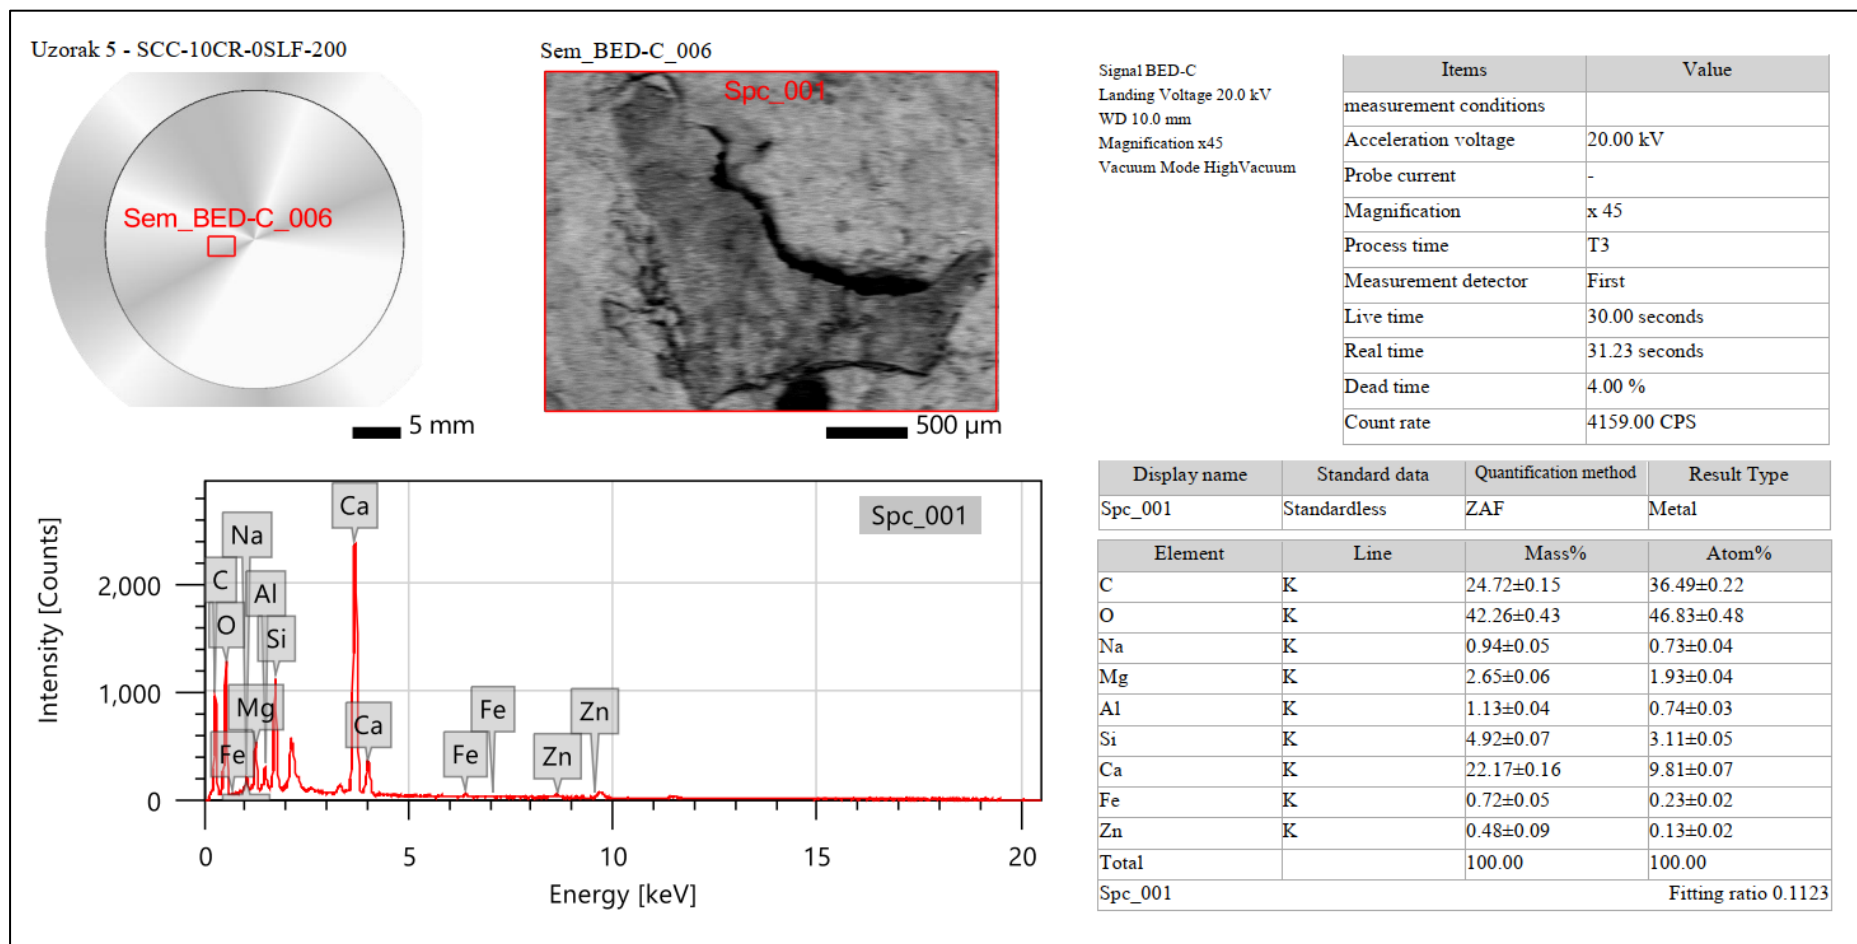 Uzorak 5 - SCC-10CR-0SLF-200
Sem_BED-C_006
5 mm
Sem_BED-C_006
Spc_001
500 µm
Signal BED-C
Landing Voltage 20.0 kV
WD 10.0 mm
Magnification x45
Vacuum Mode HighVacuum
Items Value
measurement conditions
Acceleration voltage 20.00 kV
Probe current -
Magnification x 45
Process time T3
Measurement detector First
Live time 30.00 seconds
Real time 31.23 seconds
Dead time 4.00 %
Count rate 4159.00 CPS
Intensity [Counts]
2,000
1,000
0
Spc_001
Ca
Na
C
Al
O
Si
Mg
Fe
Ca
Fe
Fe
Zn
Zn
0 5 10 15 20
Energy [keV]
Display name Standard data Quantification method Result Type
Spc_001 Standardless ZAF Metal
Element Line Mass% Atom%
C K 24.72±0.15 36.49±0.22
O K 42.26±0.43 46.83±0.48
Na K 0.94±0.05 0.73±0.04
Mg K 2.65±0.06 1.93±0.04
Al K 1.13±0.04 0.74±0.03
Si K 4.92±0.07 3.11±0.05
Ca K 22.17±0.16 9.81±0.07
Fe K 0.72±0.05 0.23±0.02
Zn K 0.48±0.09 0.13±0.02
Total 100.00 100.00
Spc_001 Fitting ratio 0.1123